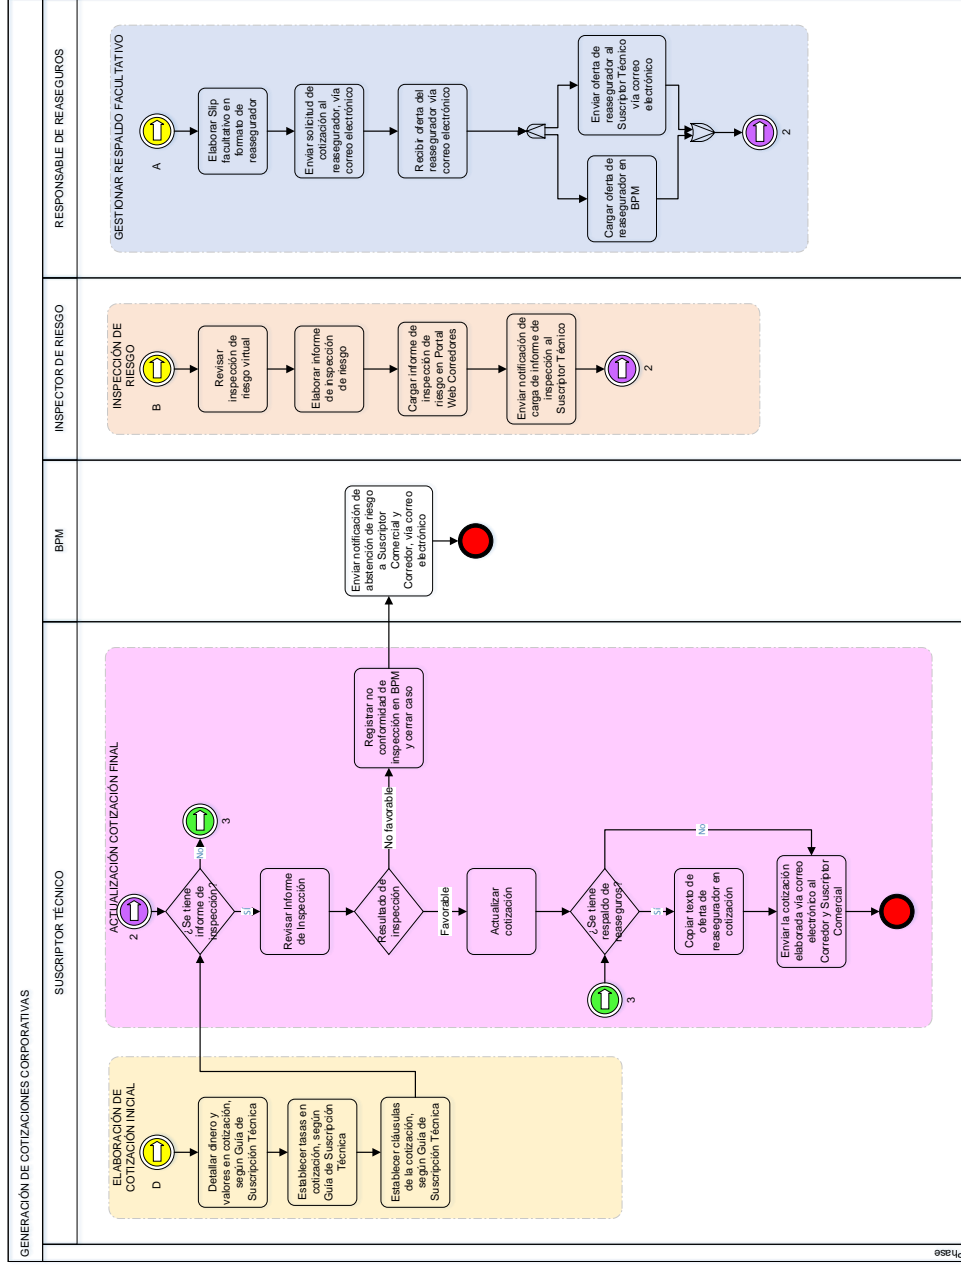 GENERACIÓN DE COTIZACIONES CORPORATIVAS
SUSCRIPTOR TÉCNICO
BPM
INSPECTOR DE RIESGO
RESPONSABLE DE REASEGUROS
Phase
ELABORACIÓN DE
COTIZACIÓN INICIAL
D
Detallar dinero y
valores en cotización,
según Guía de
Suscripción Técnica
Establecer tasas en
cotización, según
Guía de Suscripción
Técnica
Establecer cláusulas
de la cotización,
según Guía de
Suscripción Técnica
ACTUALIZACIÓN COTIZACIÓN FINAL
2
¿Se tiene
informe de
inspección?
No
3
Sí
Revisar Informe
de Inspección
Resultado de
inspección
No favorable
Registrar no
conformidad de
inspección en BPM
y cerrar caso
Favorable
Actualizar
cotización
3
¿Se tiene
respaldo de
reaseguros?
No
Sí
Copiar texto de
oferta de
reasegurador en
cotización
Enviar la cotización
elaborada vía correo
electrónico al
Corredor y Suscriptor
Comercial
Enviar notificación de
abstención de riesgo
a Suscriptor
Comercial y
Corredor, vía correo
electrónico
INSPECCIÓN DE
RIESGO
B
Revisar
inspección de
riesgo virtual
Elaborar informe
de inspección
de riesgo
Cargar informe de
inspección de
riesgo en Portal
Web Corredores
Enviar notificación de
carga de informe de
inspección al
Suscriptor Técnico
2
GESTIONAR RESPALDO FACULTATIVO
A
Elaborar Slip
facultativo en
formato de
reasegurador
Enviar solicitud de
cotización al
reasegurador, vía
correo electrónico
Recibir oferta del
reasegurador vía
correo electrónico
Cargar oferta de
reasegurador en
BPM
Enviar oferta de
reasegurador al
Suscriptor Técnico
vía correo
electrónico
2